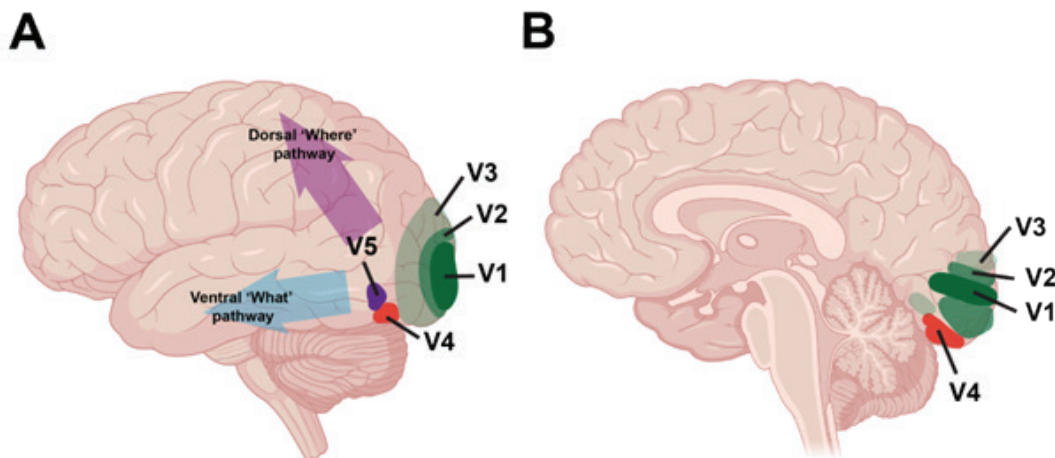 A
B
Dorsal 'Where'
pathway
V3
V2
V5
V1
Ventral 'What'
pathway
V4
V3
V2
V1
V4